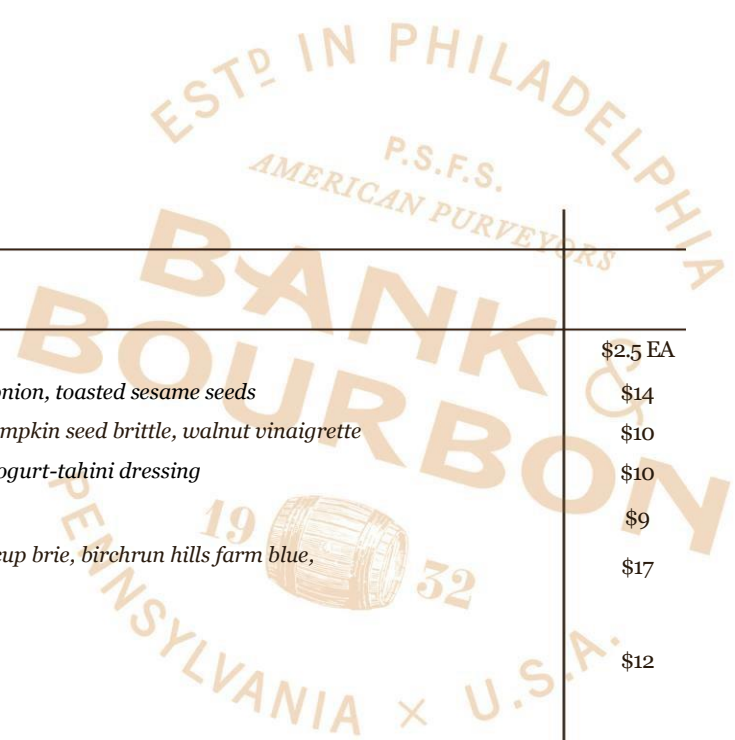 ESTD IN PHILADELPHIA
P.S.F.S.
AMERICAN PURVEYORS
BANK &
BOURBON
$2.5 EA
onion, toasted sesame seeds $14
mpkin seed brittle, walnut vinaigrette $10
ogurt-tahini dressing $10
19 32
$9
cup brie, birchrun hills farm blue, $17
$12
PENNSYLVANIA × U.S.A.